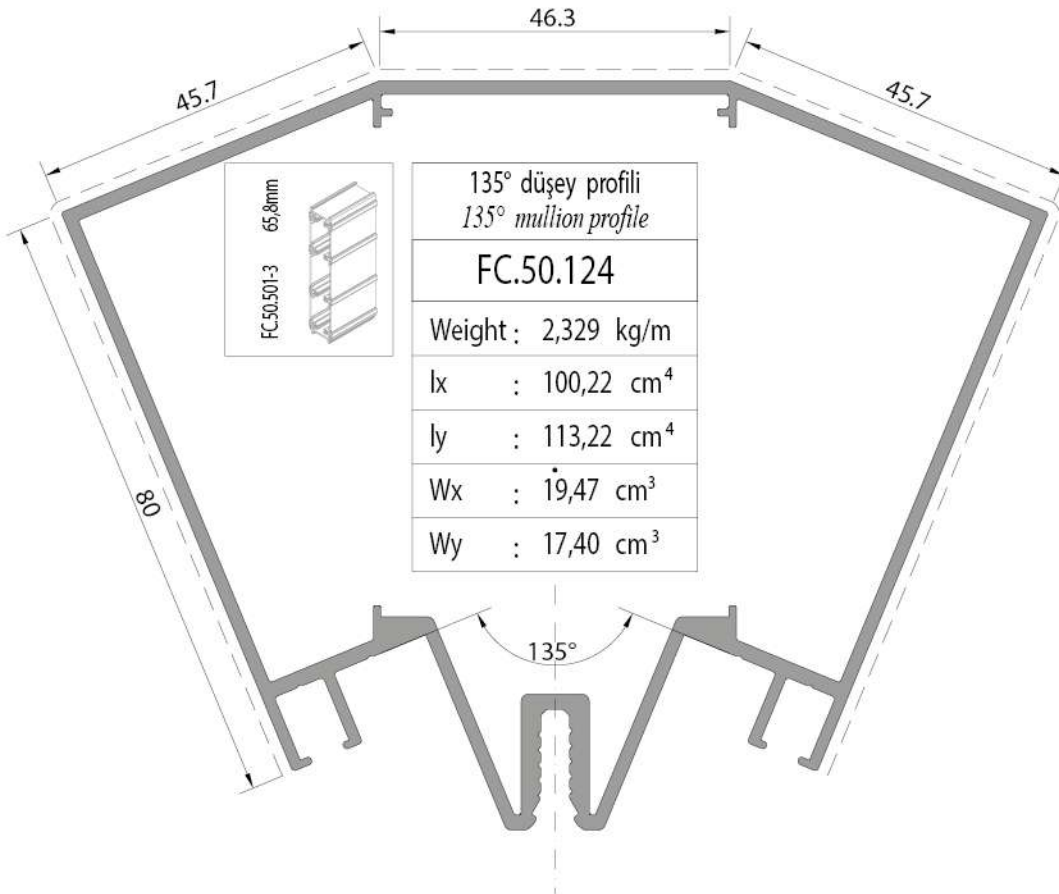 46.3
45.7
45.7
65,8mm
FC.50.501-3
135° düşey profili
135° mullion profile
FC.50.124
Weight : 2,329 kg/m
Ix : 100,22 cm⁴
Iy : 113,22 cm⁴
Wx : 19,47 cm³
Wy : 17,40 cm³
80
135°